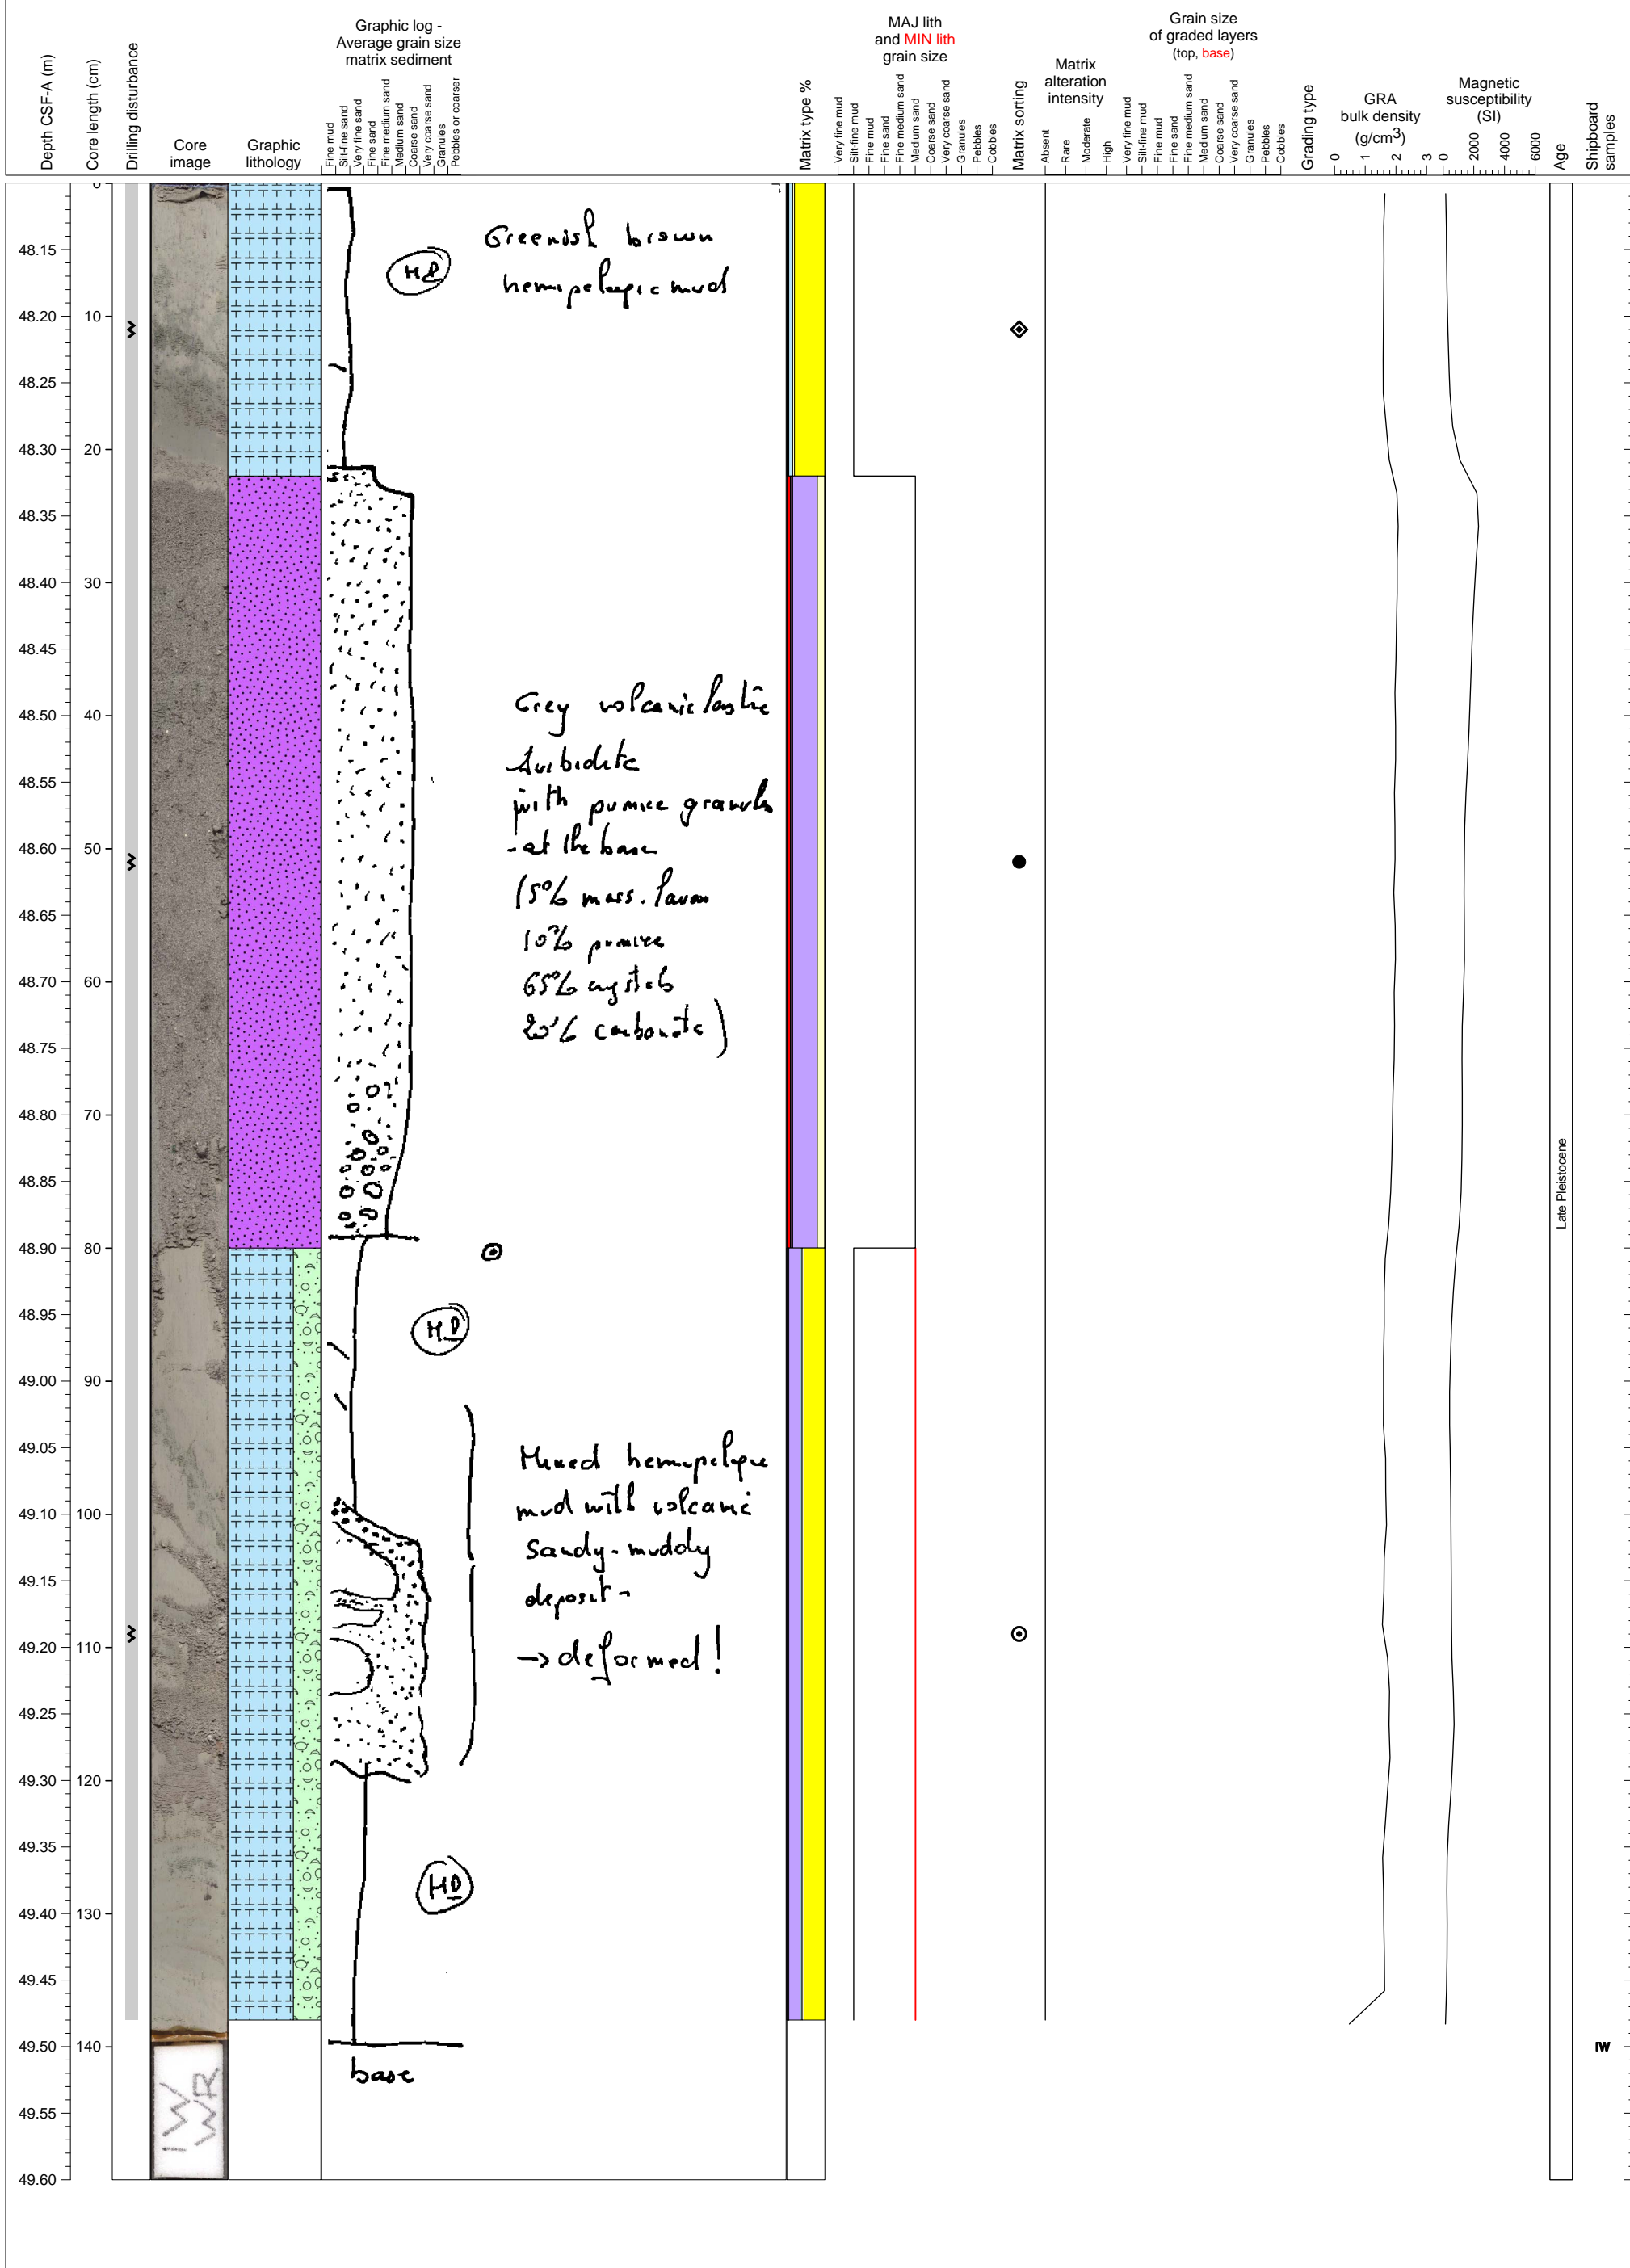 Depth CSF-A (m)
Core length (cm)
Drilling disturbance
Core
image
Graphic
lithology
Graphic log -
Average grain size
matrix sediment
Fine mud
Silt-fine sand
Very fine sand
Fine sand
Fine medium sand
Medium sand
Coarse sand
Very coarse sand
Granules
Pebbles or coarser
Matrix type %
MAJ lith
and MIN lith
grain size
Very fine mud
Silt-fine mud
Fine mud
Fine sand
Fine medium sand
Medium sand
Coarse sand
Very coarse sand
Granules
Pebbles
Cobbles
Matrix sorting
Matrix
alteration
intensity
Absent
Rare
Moderate
High
Grain size
of graded layers
(top, base)
Very fine mud
Silt-fine mud
Fine mud
Fine sand
Fine medium sand
Medium sand
Coarse sand
Very coarse sand
Granules
Pebbles
Cobbles
Grading type
GRA
bulk density
(g/cm3)
0 1 2 3
Magnetic
susceptibility
(SI)
0 2000 4000 6000
Age
Shipboard
samples
0
48.15
48.20 10
48.25
48.30 20
48.35
48.40 30
48.45
48.50 40
48.55
48.60 50
48.65
48.70 60
48.75
48.80 70
48.85
48.90 80
48.95
49.00 90
49.05
49.10 100
49.15
49.20 110
49.25
49.30 120
49.35
49.40 130
49.45
49.50 140
49.55
49.60
Greenish brown
hemipelagic mud
Grey volcaniclastic
turbidite
with pumice granules
at the base
(5% mass. lavas
10% pumice
65% crystals
20% carbonate)
Mixed hemipelagic
mud with volcanic
sandy-muddy
deposit-
→ deformed!
HD
base
IW
WR
Late Pleistocene
IW